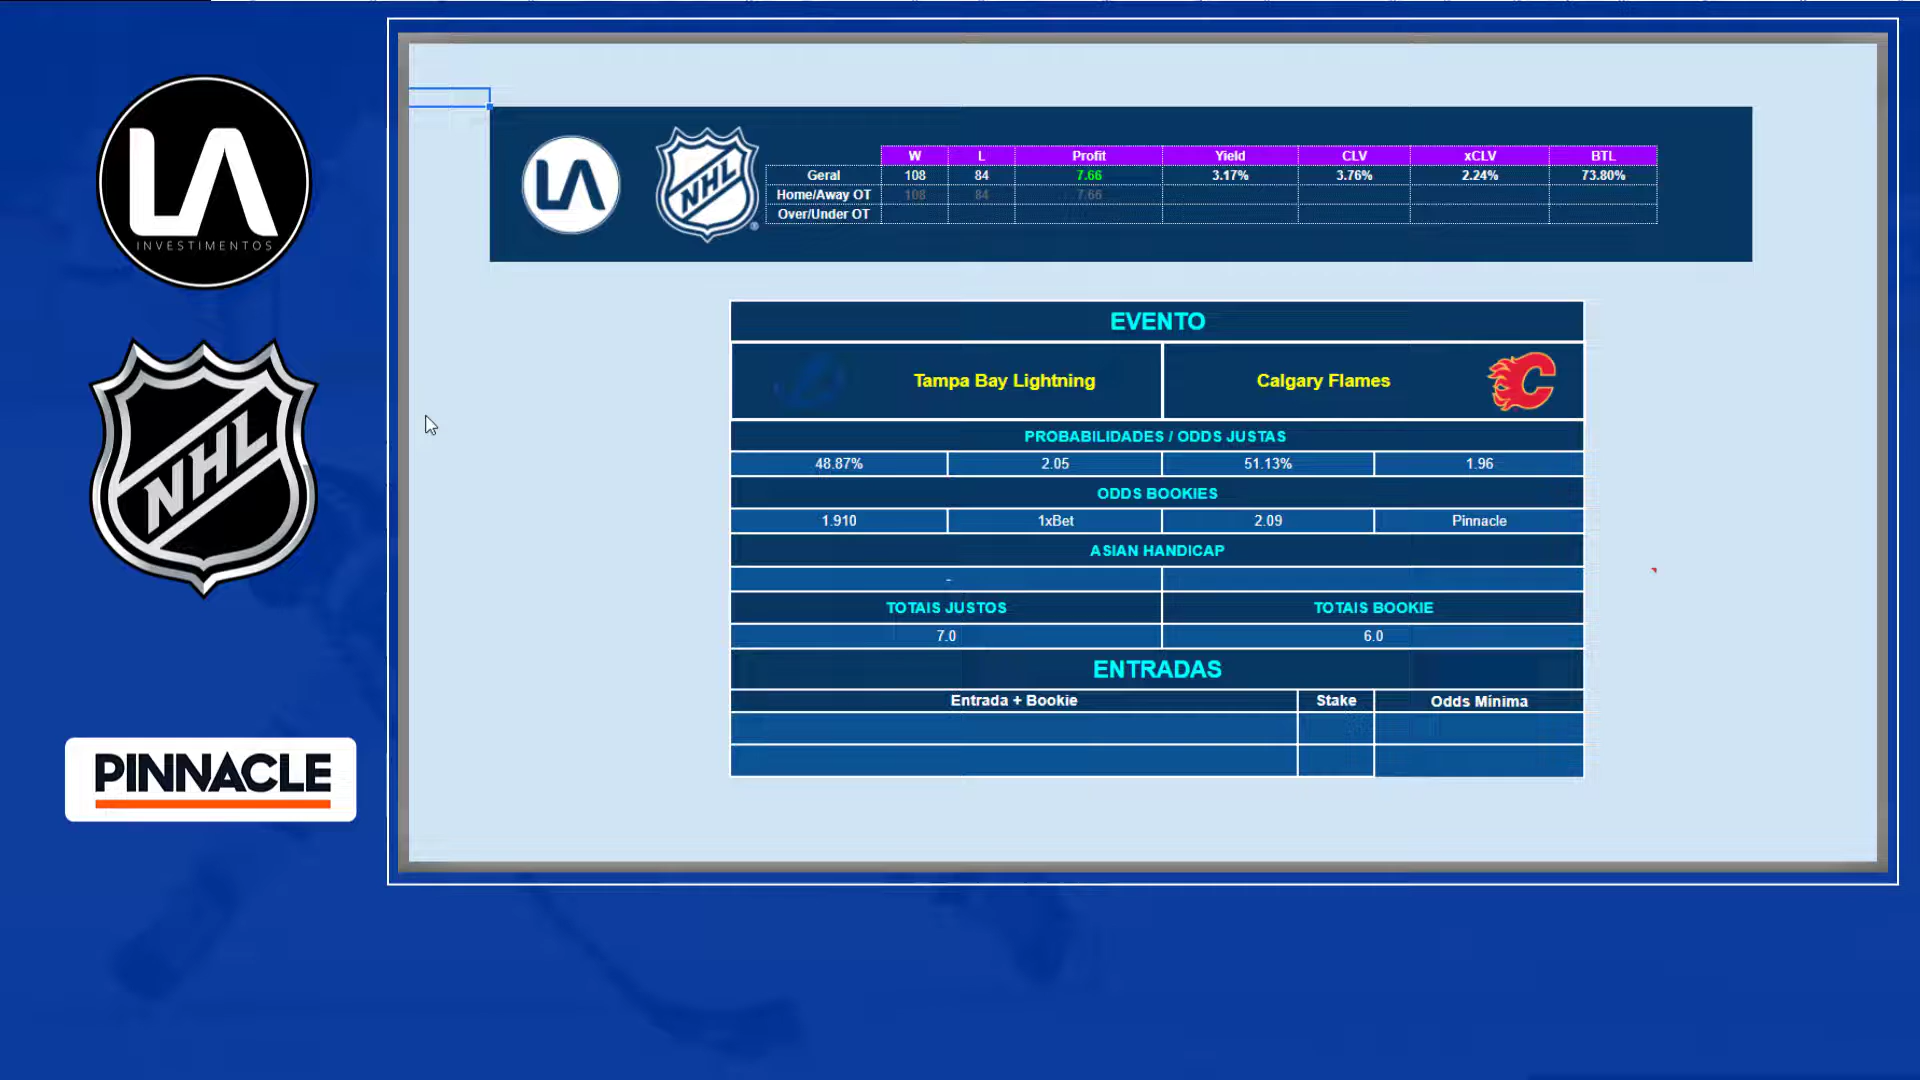 LA
INVESTIMENTOS
NHL
PINNACLE
LA
NHL
W L Profit Yield CLV xCLV BTL
Geral 108 84 7.66 3.17% 3.76% 2.24% 73.80%
Home/Away OT 108 84 7.66
Over/Under OT
EVENTO
Tampa Bay Lightning Calgary Flames
PROBABILIDADES / ODDS JUSTAS
48.87% 2.05 51.13% 1.96
ODDS BOOKIES
1.910 1xBet 2.09 Pinnacle
ASIAN HANDICAP
-
TOTAIS JUSTOS TOTAIS BOOKIE
7.0 6.0
ENTRADAS
Entrada + Bookie Stake Odds Mínima